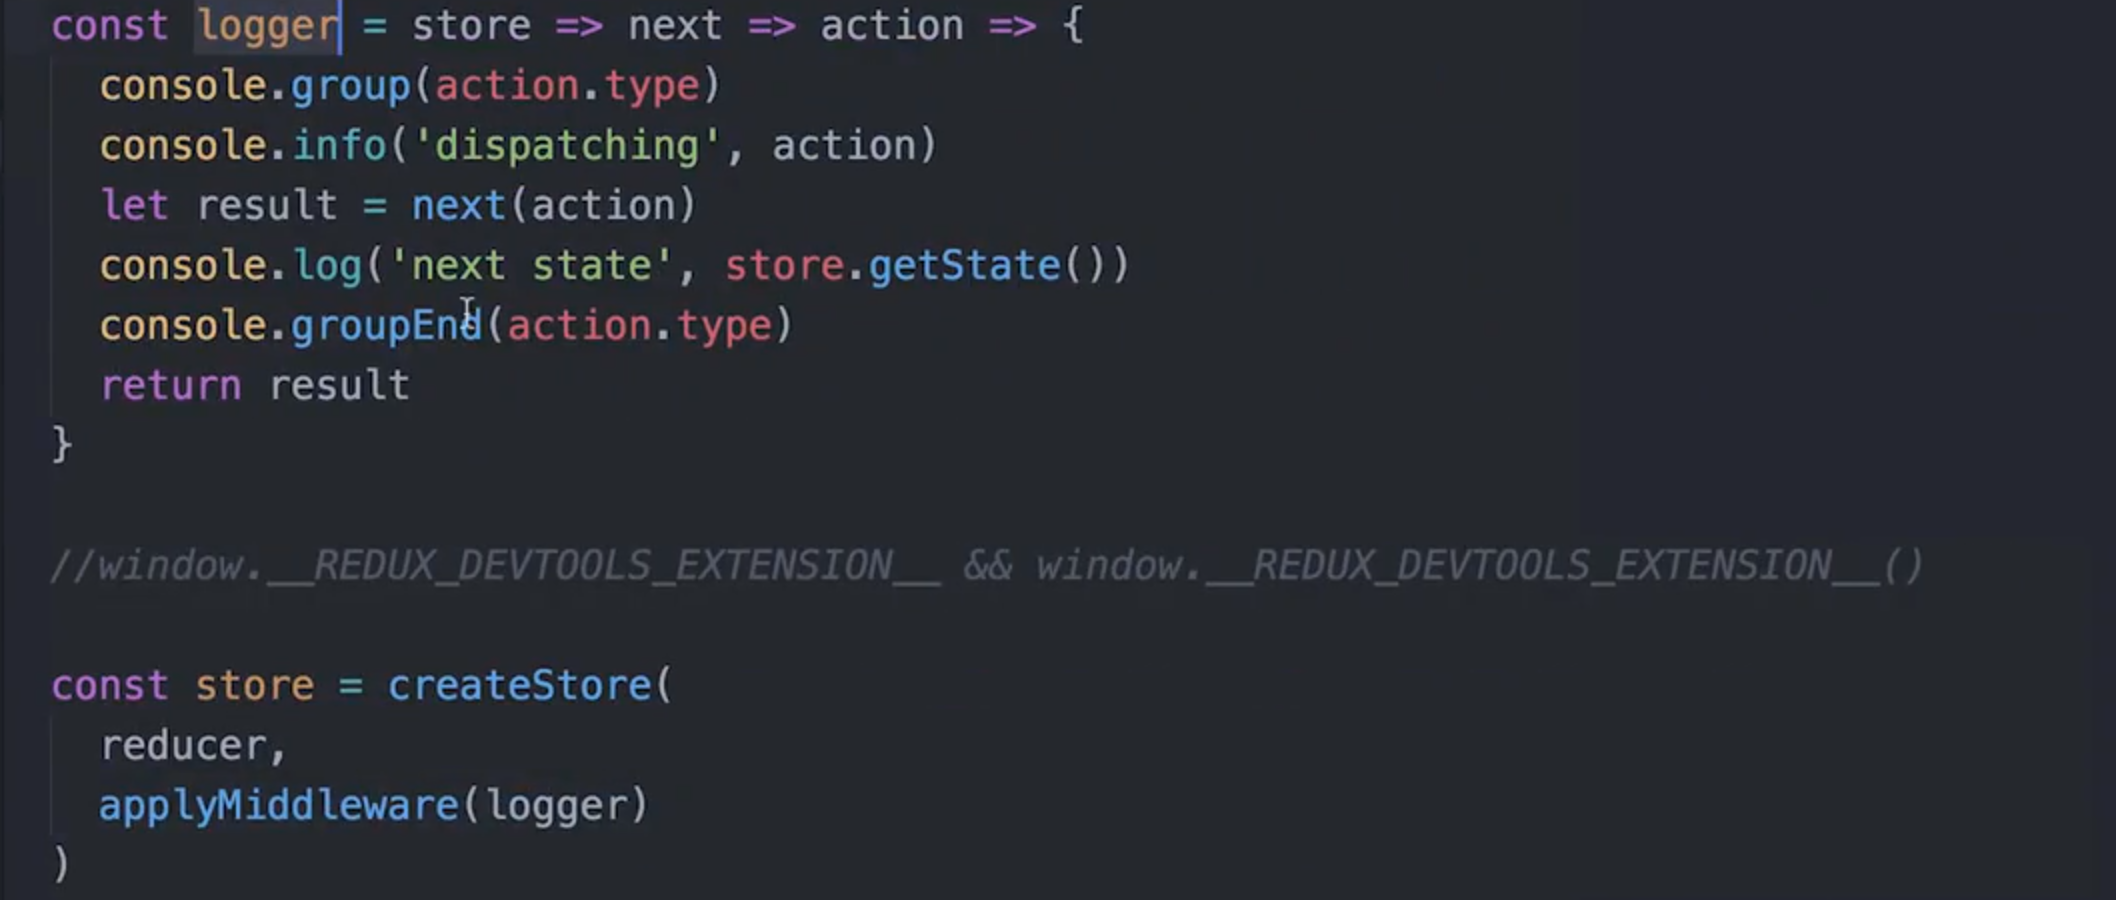 const logger = store => next => action => {
  console.group(action.type)
  console.info('dispatching', action)
  let result = next(action)
  console.log('next state', store.getState())
  console.groupEnd(action.type)
  return result
}
//window.__REDUX_DEVTOOLS_EXTENSION__ && window.__REDUX_DEVTOOLS_EXTENSION__()
const store = createStore(
  reducer,
  applyMiddleware(logger)
)